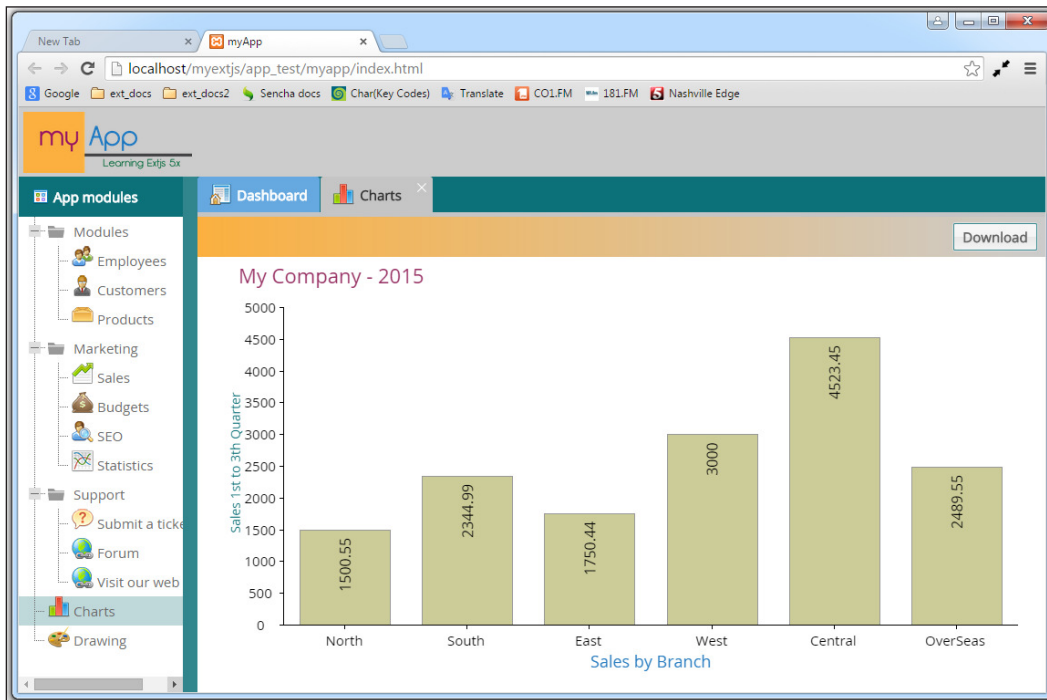 New Tab
myApp
localhost/myextjs/app_test/myapp/index.html
Google ext_docs ext_docs2 Sencha docs Char(Key Codes) Translate CO1.FM 181.FM Nashville Edge
my App
Learning Extjs 5x
App modules
Dashboard Charts
Modules
Employees
Customers
Products
Marketing
Sales
Budgets
SEO
Statistics
Support
Submit a ticke
Forum
Visit our web
Charts
Drawing
Download
My Company - 2015
Sales 1st to 3th Quarter
5000
4500
4000
3500
3000
2500
2000
1500
1000
500
0
1500.55
2344.99
1750.44
3000
4523.45
2489.55
North South East West Central OverSeas
Sales by Branch